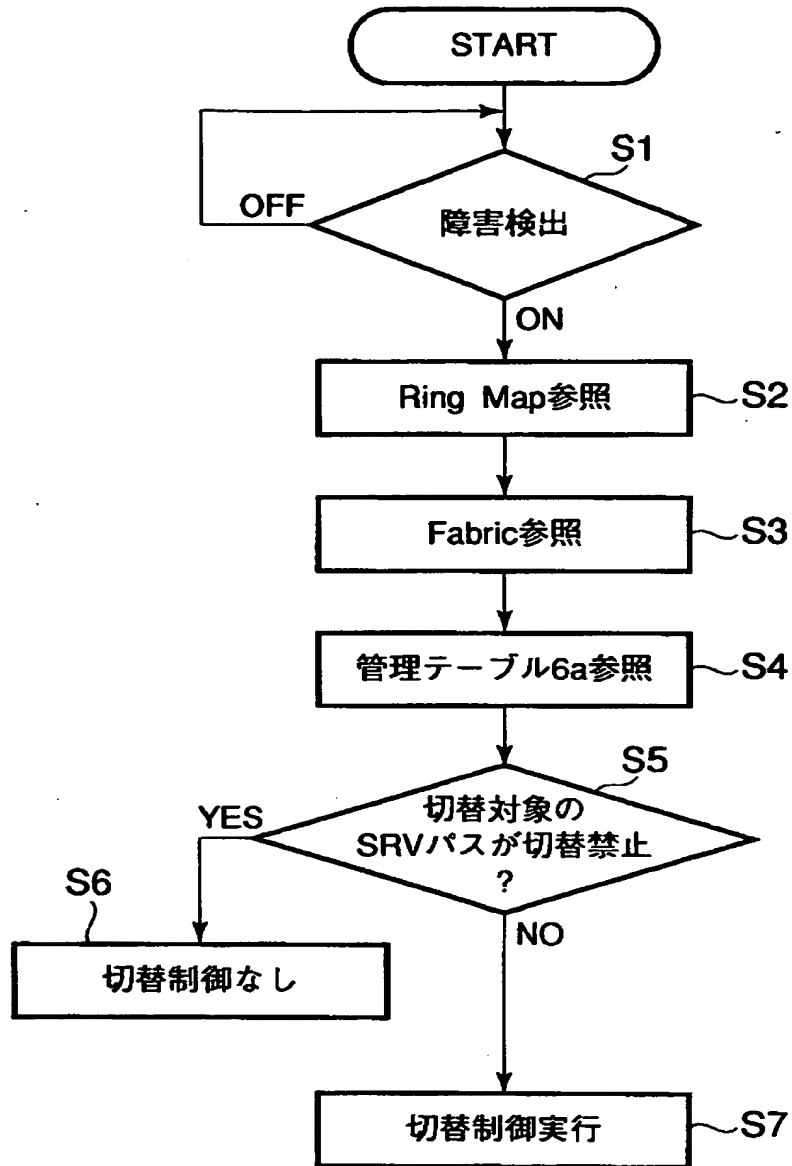 START
S1
OFF
障害検出
ON
Ring Map参照
S2
Fabric参照
S3
管理テーブル6a参照
S4
S5
YES
切替対象の
SRVパスが切替禁止
?
S6
NO
切替制御なし
切替制御実行
S7